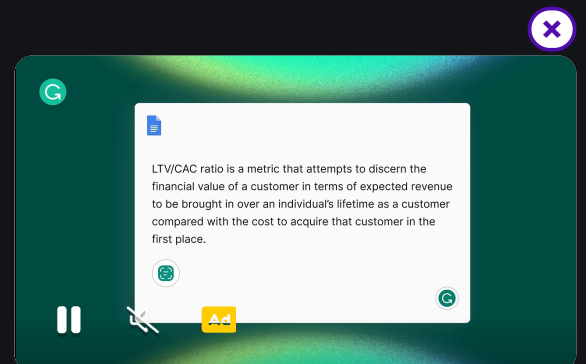 LTV/CAC ratio is a metric that attempts to discern the
financial value of a customer in terms of expected revenue
to be brought in over an individual's lifetime as a customer
compared with the cost to acquire that customer in the
first place.
Ad